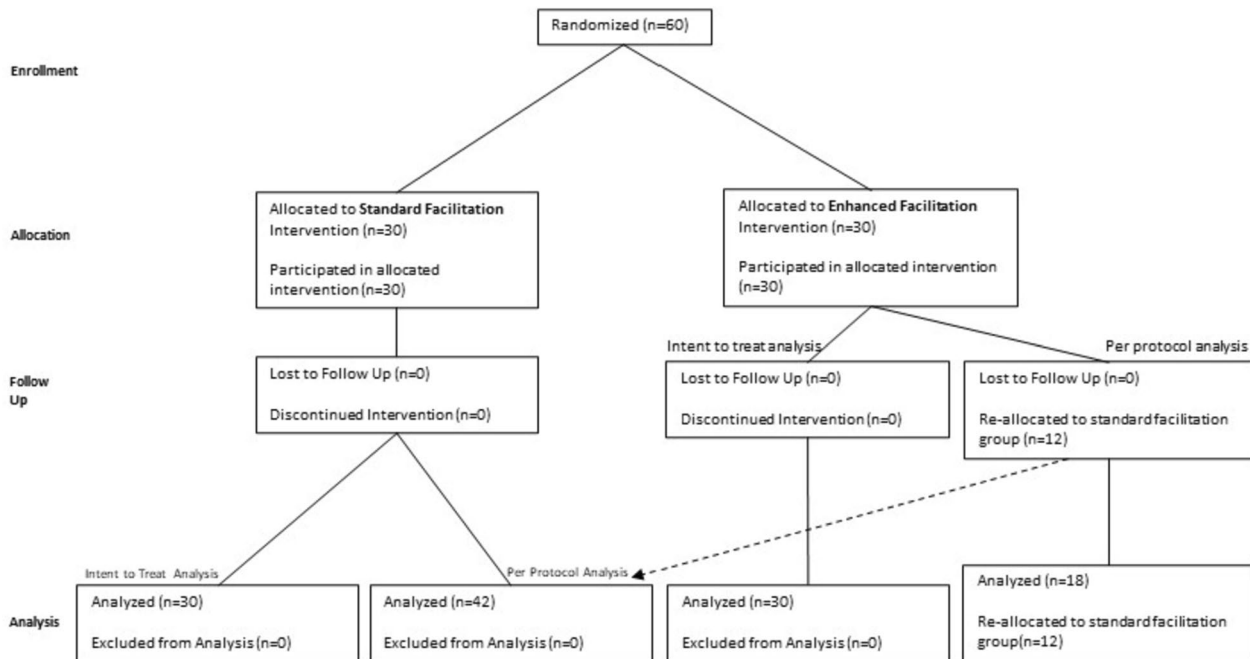 Randomized (n=60)
Enrollment
Allocated to Standard Facilitation
Intervention (n=30)
Participated in allocated
intervention (n=30)
Allocated to Enhanced Facilitation
Intervention (n=30)
Participated in allocated intervention
(n=30)
Allocation
Intent to treat analysis
Per protocol analysis
Follow
Up
Lost to Follow Up (n=0)
Discontinued Intervention (n=0)
Lost to Follow Up (n=0)
Discontinued Intervention (n=0)
Lost to Follow Up (n=0)
Re-allocated to standard facilitation
group (n=12)
Intent to Treat Analysis
Per Protocol Analysis
Analysis
Analyzed (n=30)
Excluded from Analysis (n=0)
Analyzed (n=42)
Excluded from Analysis (n=0)
Analyzed (n=30)
Excluded from Analysis (n=0)
Analyzed (n=18)
Re-allocated to standard facilitation
group(n=12)